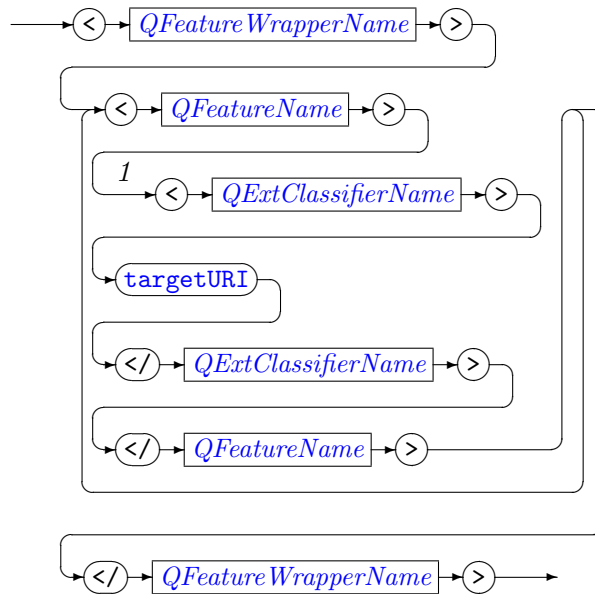 < QFeatureWrapperName >
< QFeatureName >
1 < QExtClassifierName >
targetURI
</ QExtClassifierName >
</ QFeatureName >
</ QFeatureWrapperName >